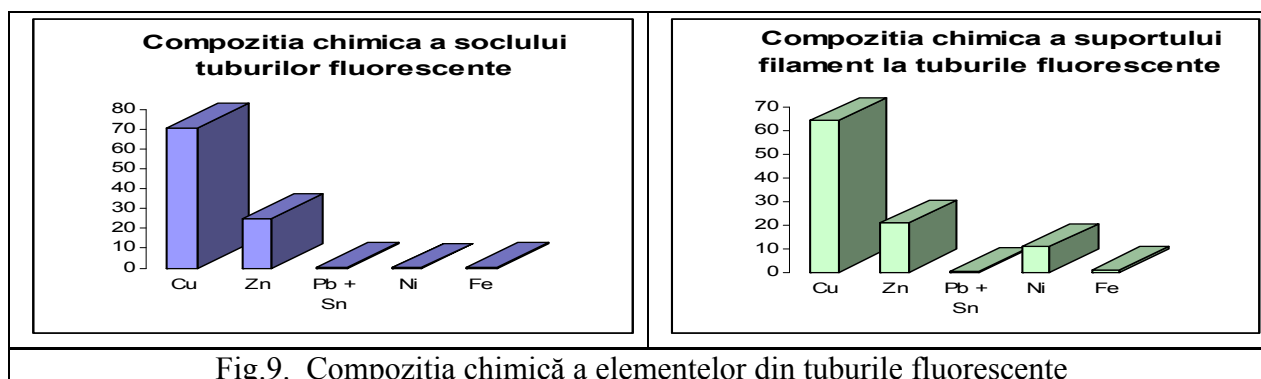 Compozitia chimica a soclului
tuburilor fluorescente
80
70
60
50
40
30
20
10
0
Cu Zn Pb + Ni Fe
Sn
Compozitia chimica a suportului
filament la tuburile fluorescente
70
60
50
40
30
20
10
0
Cu Zn Pb + Ni Fe
Sn
Fig.9. Compoziția chimică a elementelor din tuburile fluorescente